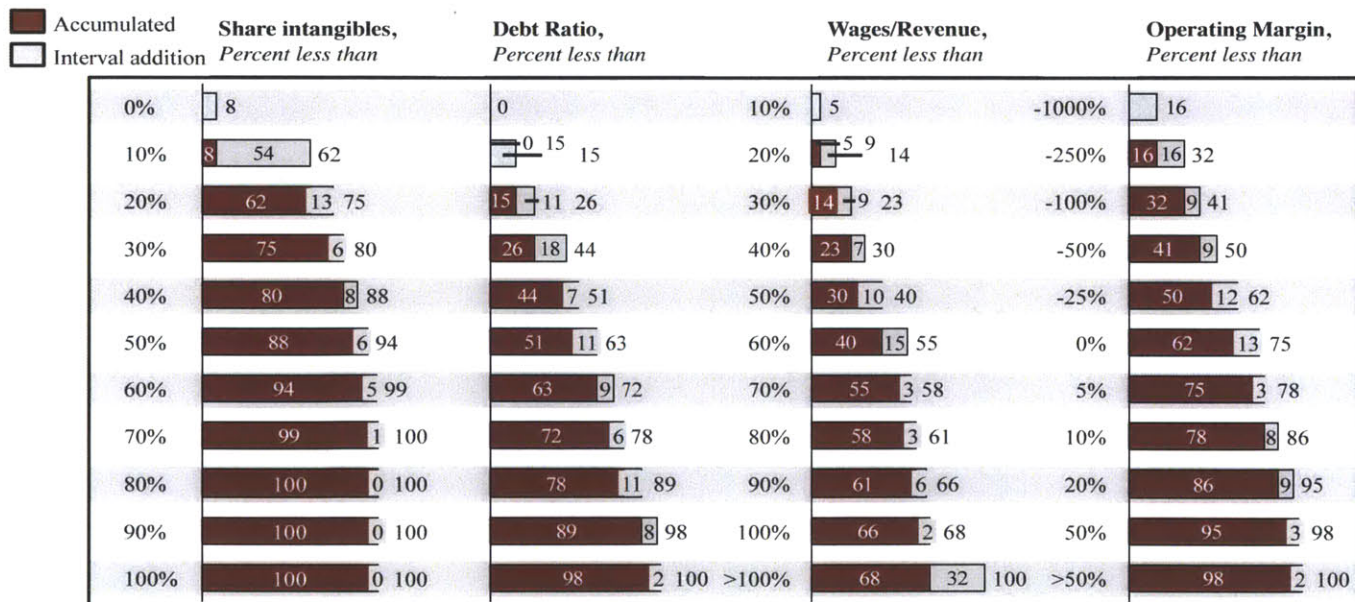 Accumulated Share intangibles, Debt Ratio, Wages/Revenue, Operating Margin,
Interval addition Percent less than Percent less than Percent less than Percent less than
0% 8 0 10% 5 -1000% 16
10% 8 54 62 0 15 15 20% 5 9 14 -250% 16 16 32
20% 62 13 75 15 11 26 30% 14 9 23 -100% 32 9 41
30% 75 6 80 26 18 44 40% 23 7 30 -50% 41 9 50
40% 80 8 88 44 7 51 50% 30 10 40 -25% 50 12 62
50% 88 6 94 51 11 63 60% 40 15 55 0% 62 13 75
60% 94 5 99 63 9 72 70% 55 3 58 5% 75 3 78
70% 99 1 100 72 6 78 80% 58 3 61 10% 78 8 86
80% 100 0 100 78 11 89 90% 61 6 66 20% 86 9 95
90% 100 0 100 89 8 98 100% 66 2 68 50% 95 3 98
100% 100 0 100 98 2 100 >100% 68 32 100 >50% 98 2 100